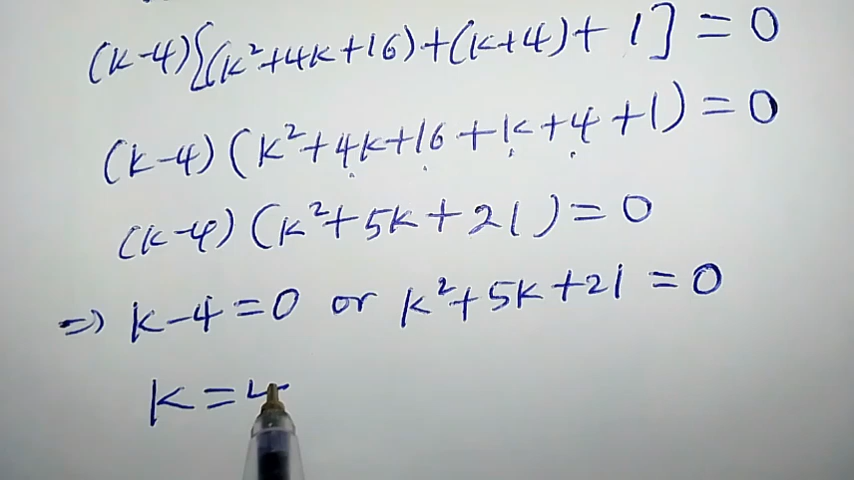 (k-4){(k²+4k+16)+(k+4)+1]=0
(k-4)(k²+4k+16+k+4+1)=0
(k-4)(k²+5k+21)=0
=> k-4=0 or k²+5k+21=0
k=4